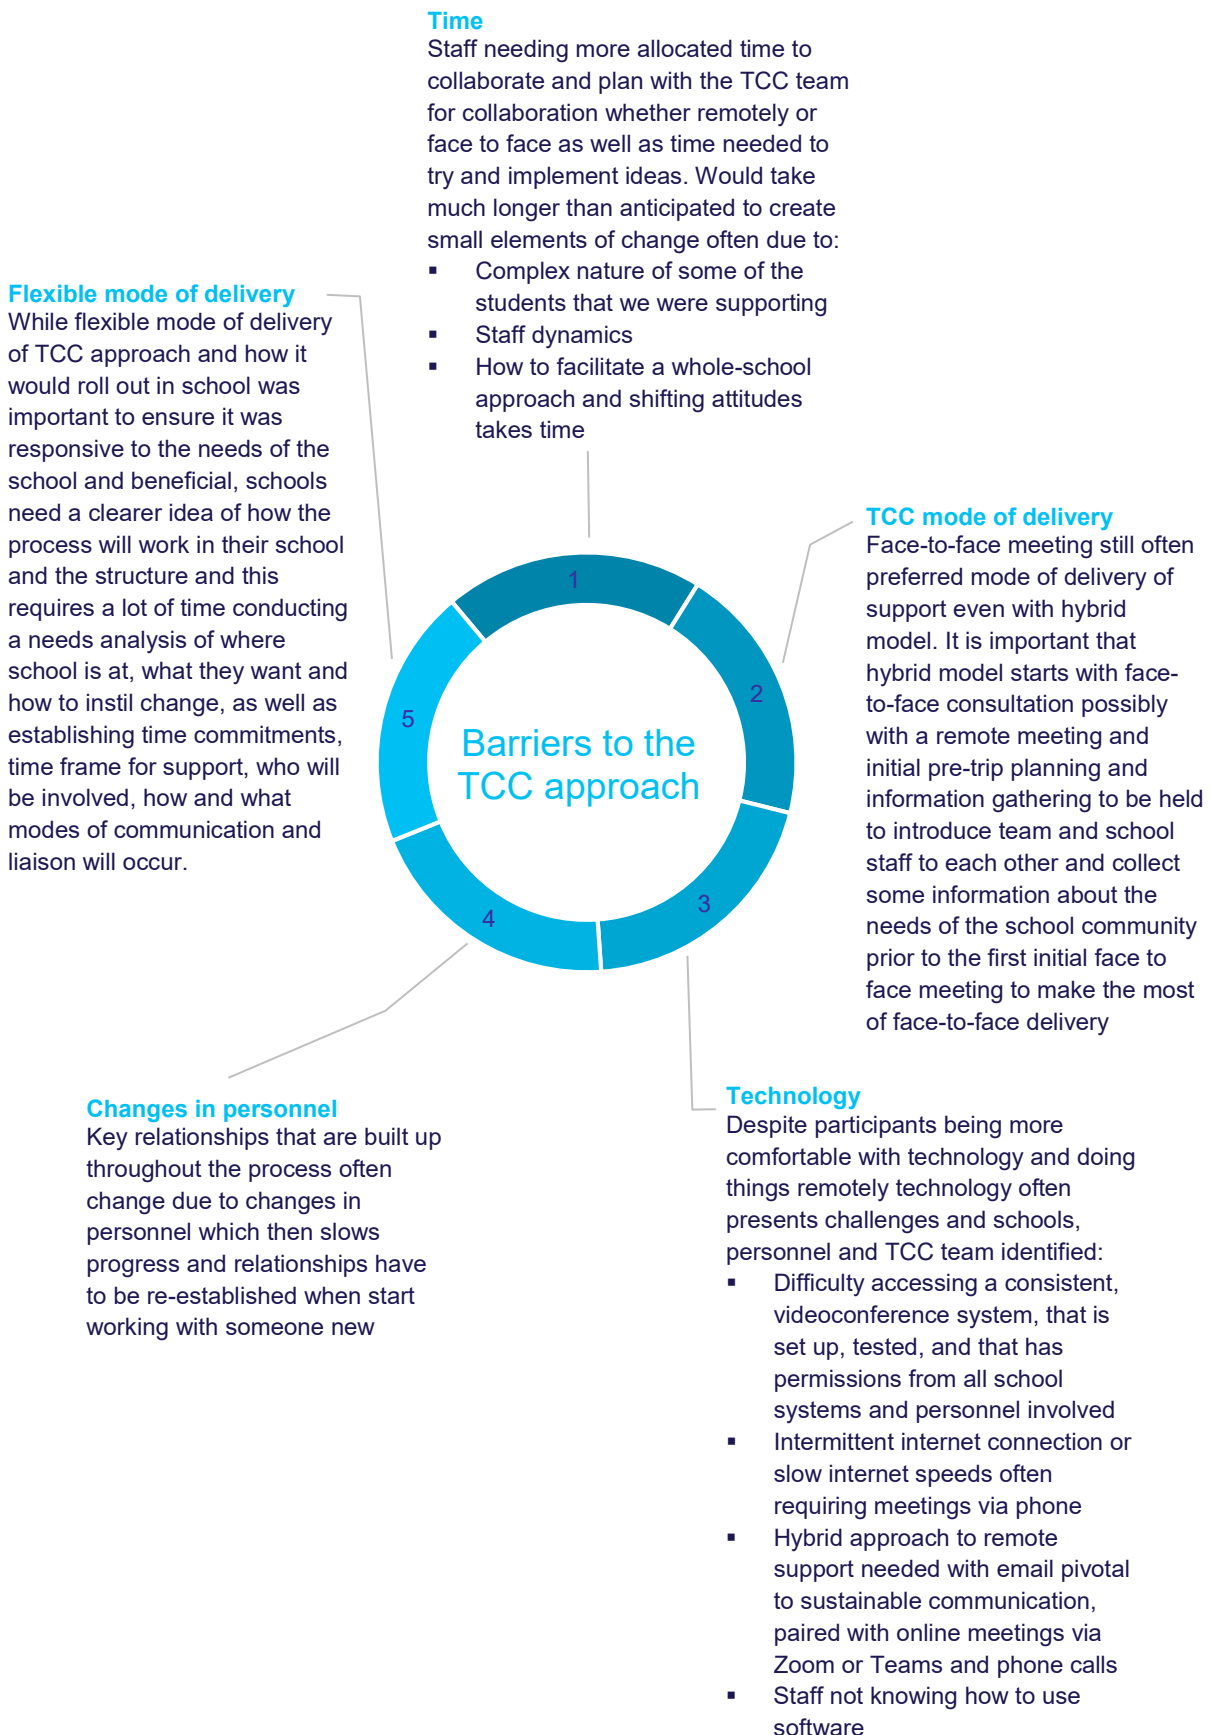 Time
Staff needing more allocated time to
collaborate and plan with the TCC team
for collaboration whether remotely or
face to face as well as time needed to
try and implement ideas. Would take
much longer than anticipated to create
small elements of change often due to:
▪ Complex nature of some of the
students that we were supporting
▪ Staff dynamics
▪ How to facilitate a whole-school
approach and shifting attitudes
takes time
TCC mode of delivery
Face-to-face meeting still often
preferred mode of delivery of
support even with hybrid
model. It is important that
hybrid model starts with face-
to-face consultation possibly
with a remote meeting and
initial pre-trip planning and
information gathering to be held
to introduce team and school
staff to each other and collect
some information about the
needs of the school community
prior to the first initial face to
face meeting to make the most
of face-to-face delivery
Technology
Despite participants being more
comfortable with technology and doing
things remotely technology often
presents challenges and schools,
personnel and TCC team identified:
▪ Difficulty accessing a consistent,
videoconference system, that is
set up, tested, and that has
permissions from all school
systems and personnel involved
▪ Intermittent internet connection or
slow internet speeds often
requiring meetings via phone
▪ Hybrid approach to remote
support needed with email pivotal
to sustainable communication,
paired with online meetings via
Zoom or Teams and phone calls
▪ Staff not knowing how to use
software
Changes in personnel
Key relationships that are built up
throughout the process often
change due to changes in
personnel which then slows
progress and relationships have
to be re-established when start
working with someone new
Flexible mode of delivery
While flexible mode of delivery
of TCC approach and how it
would roll out in school was
important to ensure it was
responsive to the needs of the
school and beneficial, schools
need a clearer idea of how the
process will work in their school
and the structure and this
requires a lot of time conducting
a needs analysis of where
school is at, what they want and
how to instil change, as well as
establishing time commitments,
time frame for support, who will
be involved, how and what
modes of communication and
liaison will occur.
Barriers to the
TCC approach
1
2
3
4
5